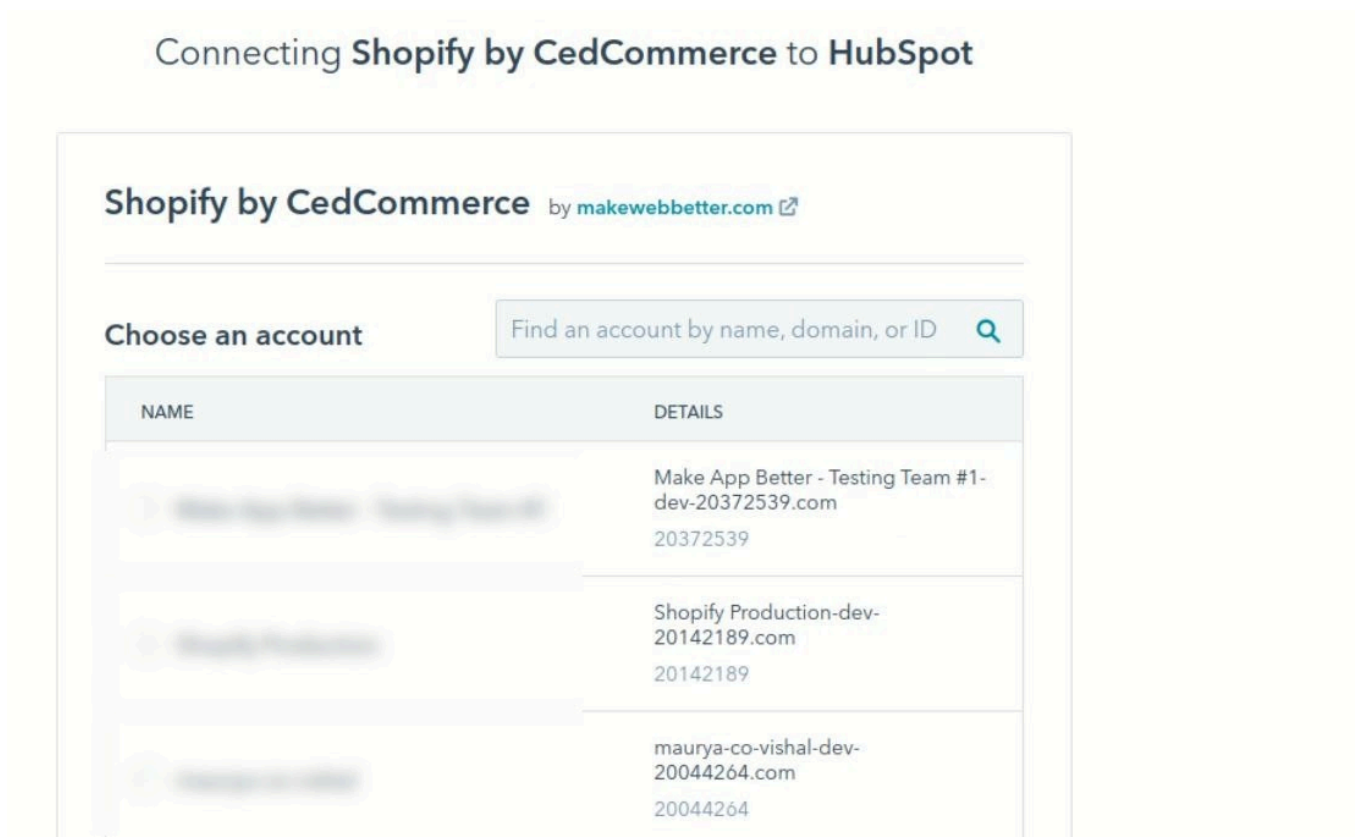 Connecting Shopify by CedCommerce to HubSpot
Shopify by CedCommerce by makewebbetter.com
Choose an account
Find an account by name, domain, or ID
NAME DETAILS
Make App Better - Testing Team #1-
dev-20372539.com
20372539
Shopify Production-dev-
20142189.com
20142189
maurya-co-vishal-dev-
20044264.com
20044264